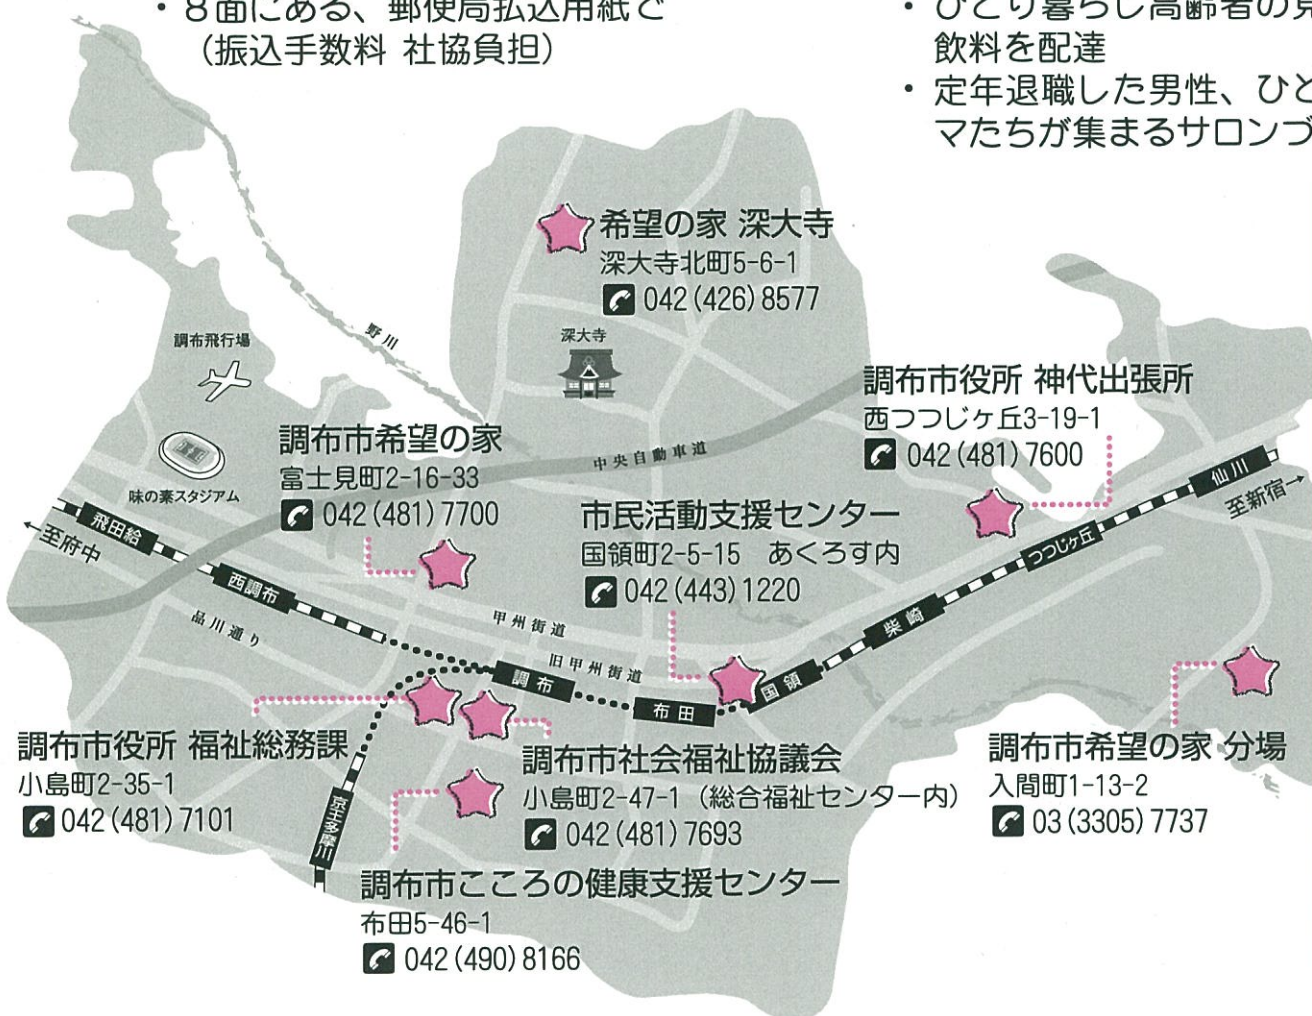 ・８面にある、郵便局払込用紙で
（振込手数料 社協負担）
・ひとり暮らし高齢者の見
飲料を配達
・定年退職した男性、ひと
マたちが集まるサロンづ
希望の家 深大寺
深大寺北町5-6-1
042(426)8577
深大寺
野川
調布飛行場
味の素スタジアム
調布市希望の家
富士見町2-16-33
042(481)7700
中央自動車道
調布市役所 神代出張所
西つつじヶ丘3-19-1
042(481)7600
市民活動支援センター
国領町2-5-15　あくろす内
042(443)1220
仙川
至新宿→
つつじヶ丘
柴崎
国領
布田
調布
西調布
飛田給
←至府中
品川通り
甲州街道
旧甲州街道
京王多摩川
調布市役所 福祉総務課
小島町2-35-1
042(481)7101
調布市社会福祉協議会
小島町2-47-1（総合福祉センター内）
042(481)7693
調布市希望の家 分場
入間町1-13-2
03(3305)7737
調布市こころの健康支援センター
布田5-46-1
042(490)8166